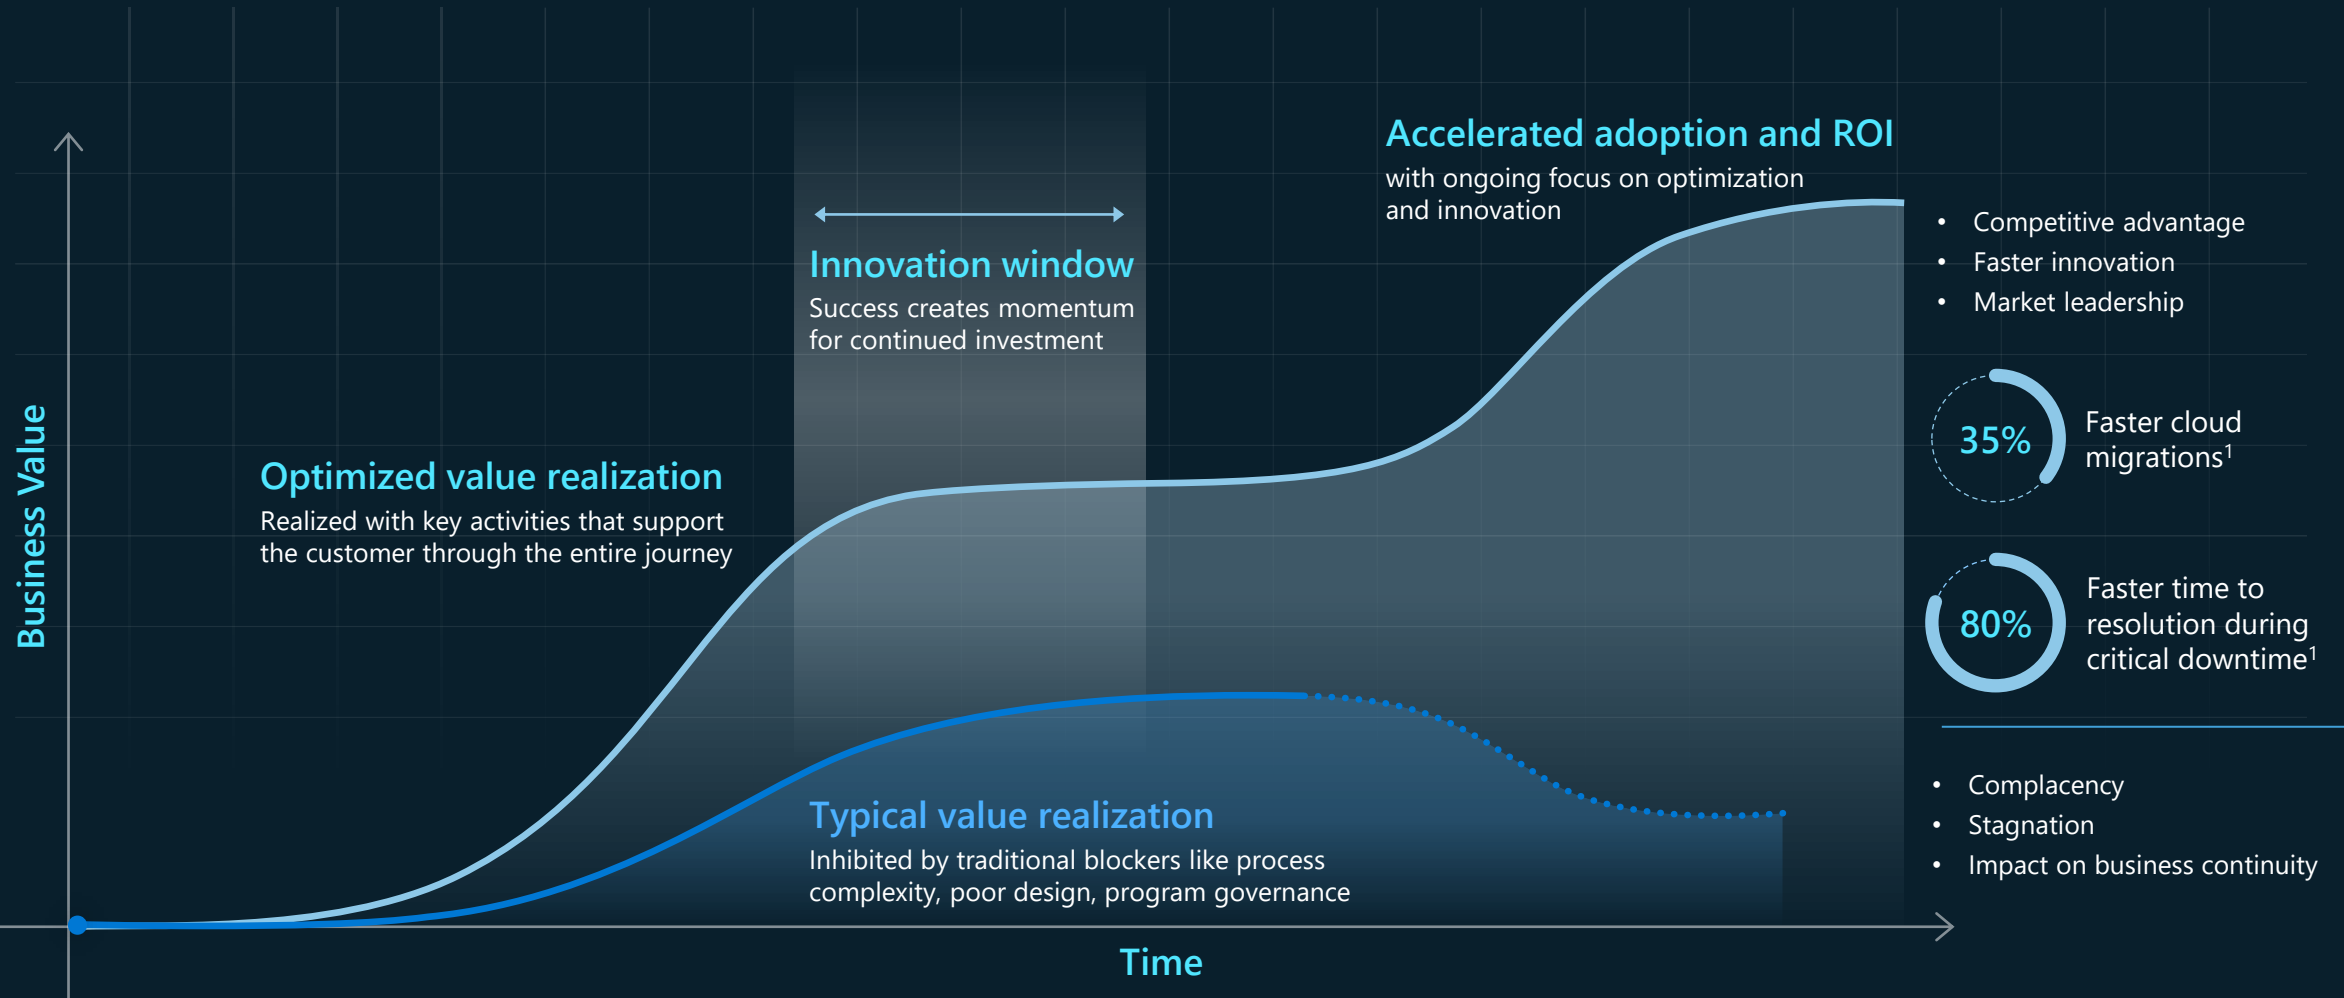 Business Value
Optimized value realization
Realized with key activities that support
the customer through the entire journey
Innovation window
Success creates momentum
for continued investment
Accelerated adoption and ROI
with ongoing focus on optimization
and innovation
• Competitive advantage
• Faster innovation
• Market leadership
35%
Faster cloud
migrations¹
80%
Faster time to
resolution during
critical downtime¹
Typical value realization
Inhibited by traditional blockers like process
complexity, poor design, program governance
• Complacency
• Stagnation
• Impact on business continuity
Time